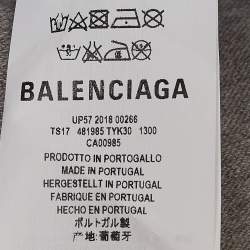 BALENCIAGA
UP57 2018 00266
TS17 481985 TYK30 1300
CA00985
PRODOTTO IN PORTOGALLO
MADE IN PORTUGAL
HERGESTELLT IN PORTUGAL
FABRIQUE EN PORTUGAL
HECHO EN PORTUGAL
ポルトガル製
产地:葡萄牙